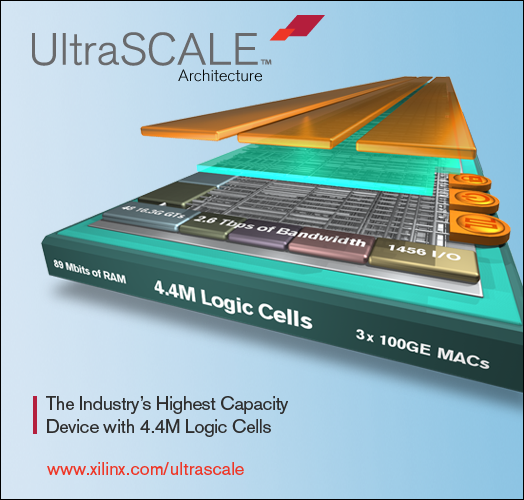 UltraSCALE™
Architecture
48 16.3G GTs
2.6 Tbps of Bandwidth
1456 I/O
89 Mbits of RAM
4.4M Logic Cells
3x 100GE MACs
The Industry's Highest Capacity
Device with 4.4M Logic Cells
www.xilinx.com/ultrascale